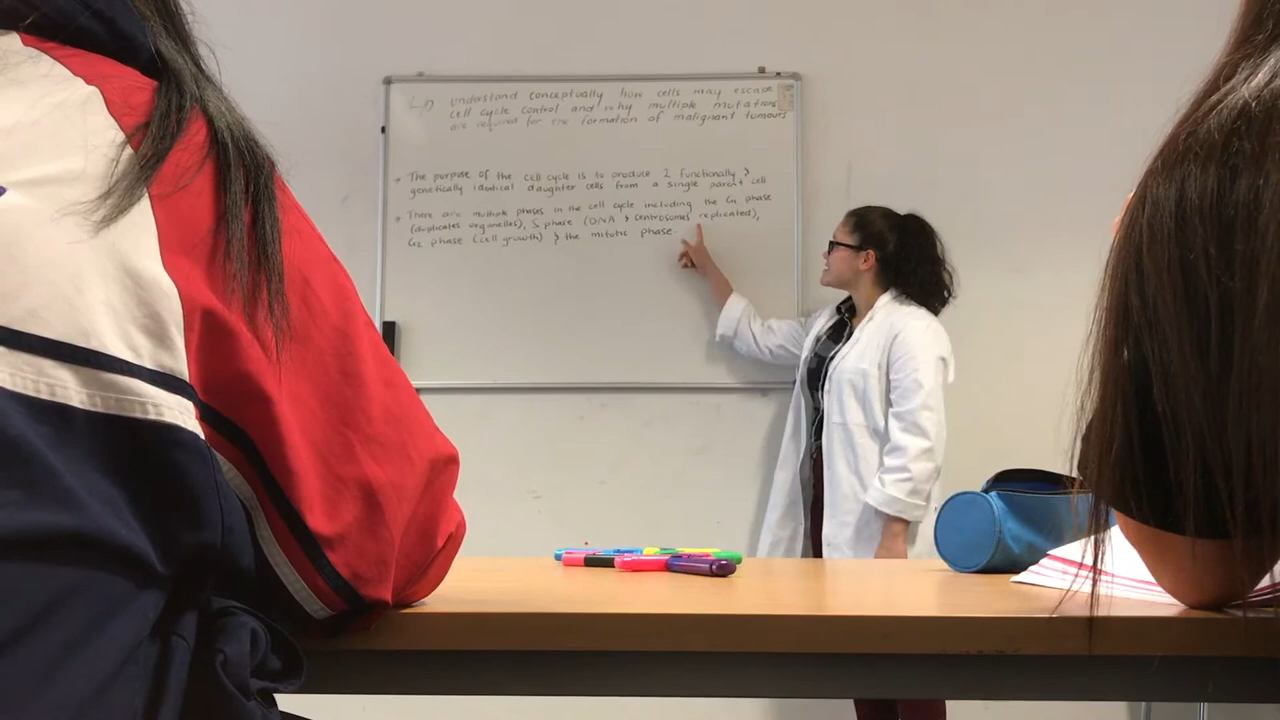 LO Understand conceptually how cells may escape
cell cycle control and why multiple mutations
are required for the formation of malignant tumours
→ The purpose of the cell cycle is to produce 2 functionally &
genetically identical daughter cells from a single parent cell
→ There are multiple phases in the cell cycle including the G1 phase
(duplicates organelles), S phase (DNA & centrosomes replicated),
G2 phase (cell growth) & the mitotic phase.